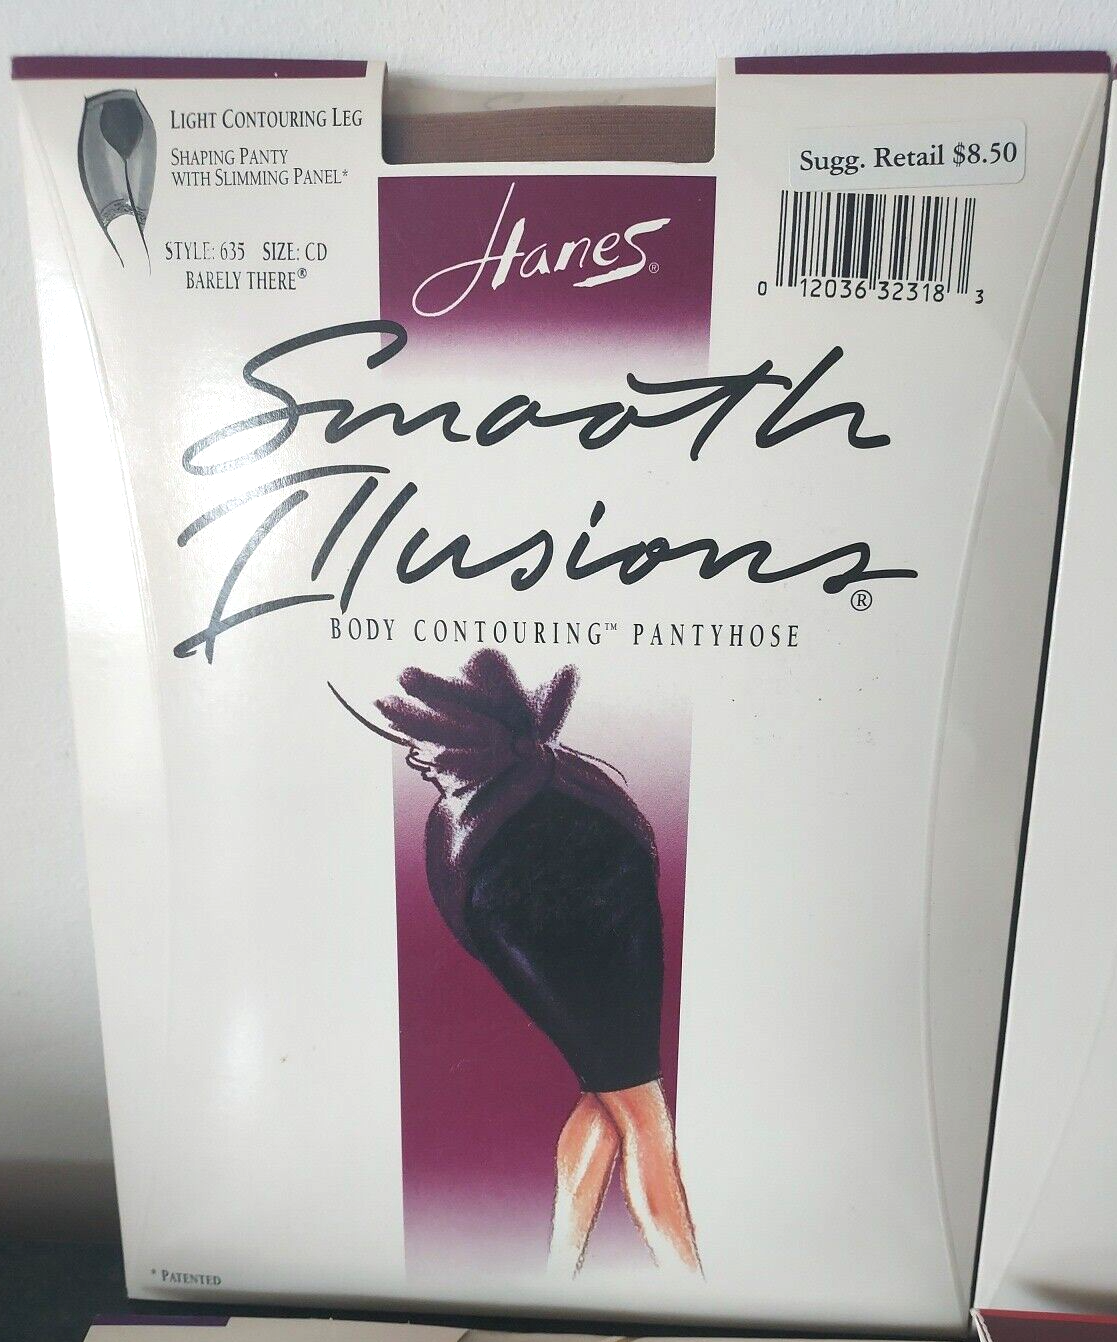 LIGHT CONTOURING LEG
SHAPING PANTY
WITH SLIMMING PANEL*
STYLE: 635 SIZE: CD
BARELY THERE®
Sugg. Retail $8.50
0 12036 32318 3
Hanes®
Smooth
Illusions®
BODY CONTOURING™ PANTYHOSE
* PATENTED